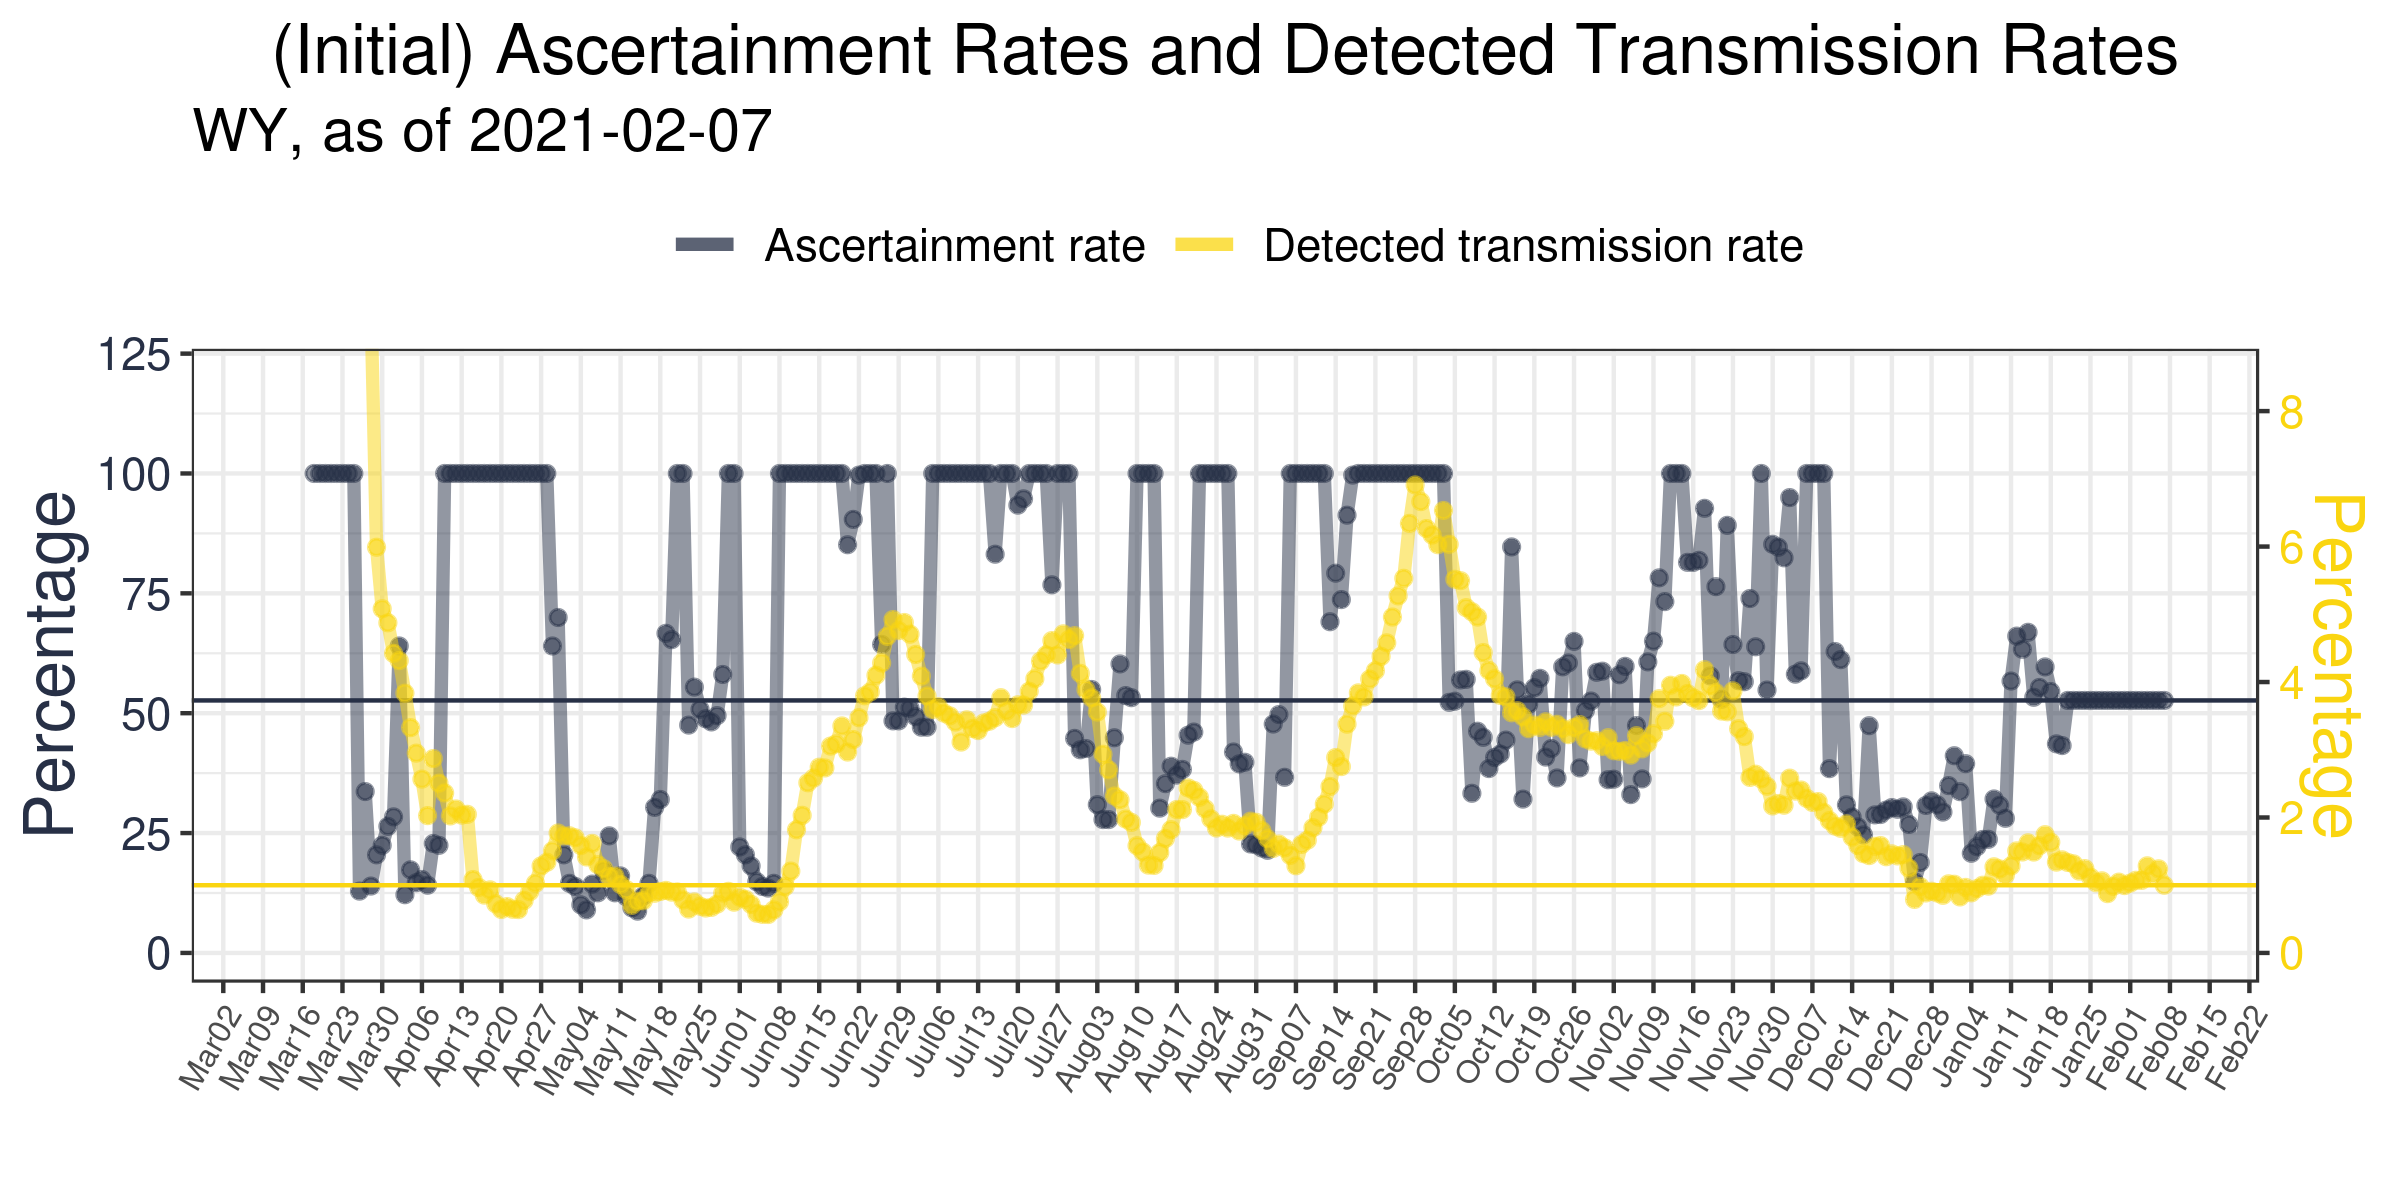 (Initial) Ascertainment Rates and Detected Transmission Rates
WY, as of 2021-02-07
Ascertainment rate
Detected transmission rate
Percentage
125
100
75
50
25
0
8
6
4
2
0
Percentage
Mar02
Mar09
Mar16
Mar23
Mar30
Apr06
Apr13
Apr20
Apr27
May04
May11
May18
May25
Jun01
Jun08
Jun15
Jun22
Jun29
Jul06
Jul13
Jul20
Jul27
Aug03
Aug10
Aug17
Aug24
Aug31
Sep07
Sep14
Sep21
Sep28
Oct05
Oct12
Oct19
Oct26
Nov02
Nov09
Nov16
Nov23
Nov30
Dec07
Dec14
Dec21
Dec28
Jan04
Jan11
Jan18
Jan25
Feb01
Feb08
Feb15
Feb22